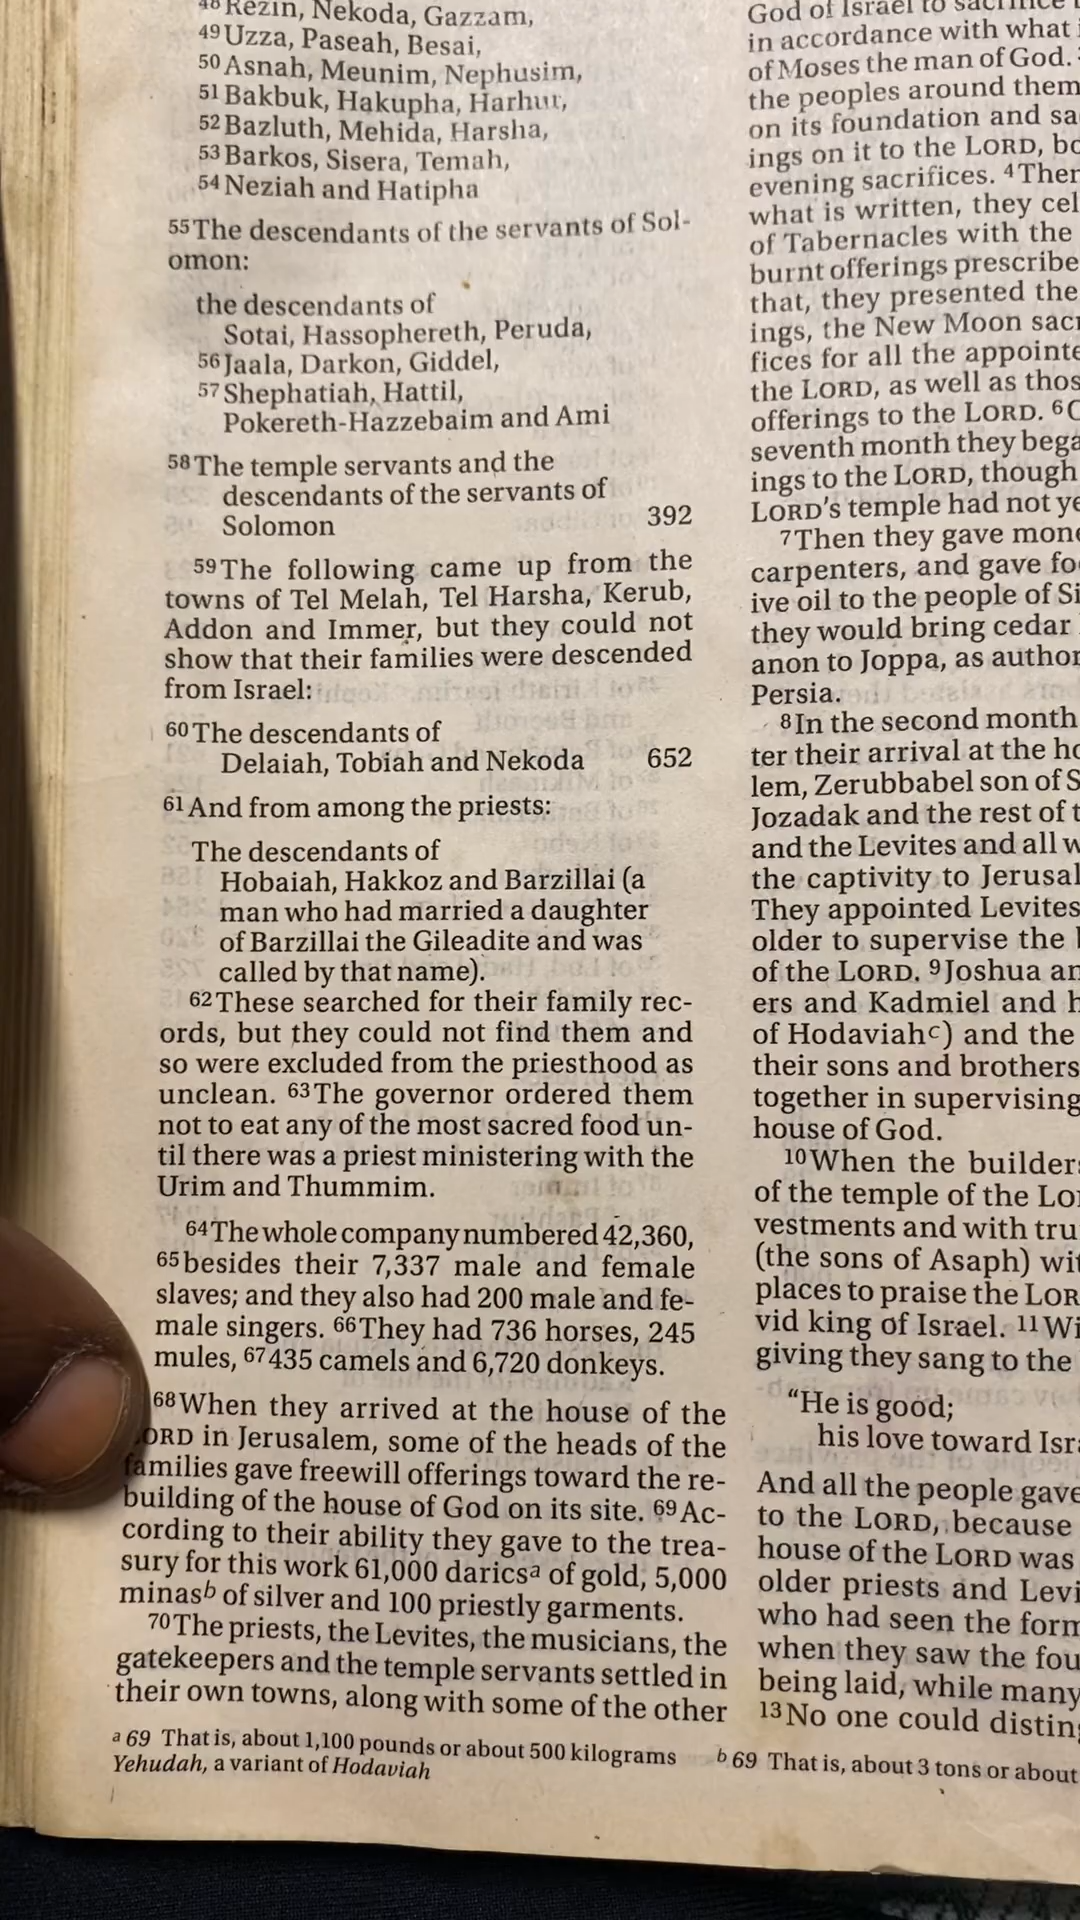 48 Rezin, Nekoda, Gazzam,
49 Uzza, Paseah, Besai,
50 Asnah, Meunim, Nephusim,
51 Bakbuk, Hakupha, Harhur,
52 Bazluth, Mehida, Harsha,
53 Barkos, Sisera, Temah,
54 Neziah and Hatipha
55 The descendants of the servants of Sol-
omon:
the descendants of
Sotai, Hassophereth, Peruda,
56 Jaala, Darkon, Giddel,
57 Shephatiah, Hattil,
Pokereth-Hazzebaim and Ami
58 The temple servants and the
descendants of the servants of
Solomon 392
59 The following came up from the
towns of Tel Melah, Tel Harsha, Kerub,
Addon and Immer, but they could not
show that their families were descended
from Israel:
60 The descendants of
Delaiah, Tobiah and Nekoda 652
61 And from among the priests:
The descendants of
Hobaiah, Hakkoz and Barzillai (a
man who had married a daughter
of Barzillai the Gileadite and was
called by that name).
62 These searched for their family rec-
ords, but they could not find them and
so were excluded from the priesthood as
unclean. 63 The governor ordered them
not to eat any of the most sacred food un-
til there was a priest ministering with the
Urim and Thummim.
64 The whole company numbered 42,360,
65 besides their 7,337 male and female
slaves; and they also had 200 male and fe-
male singers. 66 They had 736 horses, 245
mules, 67 435 camels and 6,720 donkeys.
68 When they arrived at the house of the
LORD in Jerusalem, some of the heads of the
families gave freewill offerings toward the re-
building of the house of God on its site. 69 Ac-
cording to their ability they gave to the trea-
sury for this work 61,000 darics a of gold, 5,000
minas b of silver and 100 priestly garments.
70 The priests, the Levites, the musicians, the
gatekeepers and the temple servants settled in
their own towns, along with some of the other
God of Israel to sacrifice
in accordance with what
of Moses the man of God.
the peoples around them
on its foundation and sa
ings on it to the LORD, bo
evening sacrifices. 4 Then
what is written, they cel
of Tabernacles with the
burnt offerings prescribe
that, they presented the
ings, the New Moon sacr
fices for all the appointe
the LORD, as well as thos
offerings to the LORD. 6
seventh month they bega
ings to the LORD, though
LORD's temple had not ye
7 Then they gave mone
carpenters, and gave fo
ive oil to the people of Si
they would bring cedar
anon to Joppa, as author
Persia.
8 In the second month
ter their arrival at the ho
lem, Zerubbabel son of S
Jozadak and the rest of t
and the Levites and all w
the captivity to Jerusal
They appointed Levites
older to supervise the
of the LORD. 9 Joshua an
ers and Kadmiel and h
of Hodaviah c) and the
their sons and brothers
together in supervising
house of God.
10 When the builder
of the temple of the LO
vestments and with tru
(the sons of Asaph) wit
places to praise the LOR
vid king of Israel. 11 Wi
giving they sang to the
"He is good;
his love toward Isr
And all the people gave
to the LORD, because
house of the LORD was
older priests and Levi
who had seen the form
when they saw the fou
being laid, while many
13 No one could disting
a 69 That is, about 1,100 pounds or about 500 kilograms b 69 That is, about 3 tons or about
Yehudah, a variant of Hodaviah